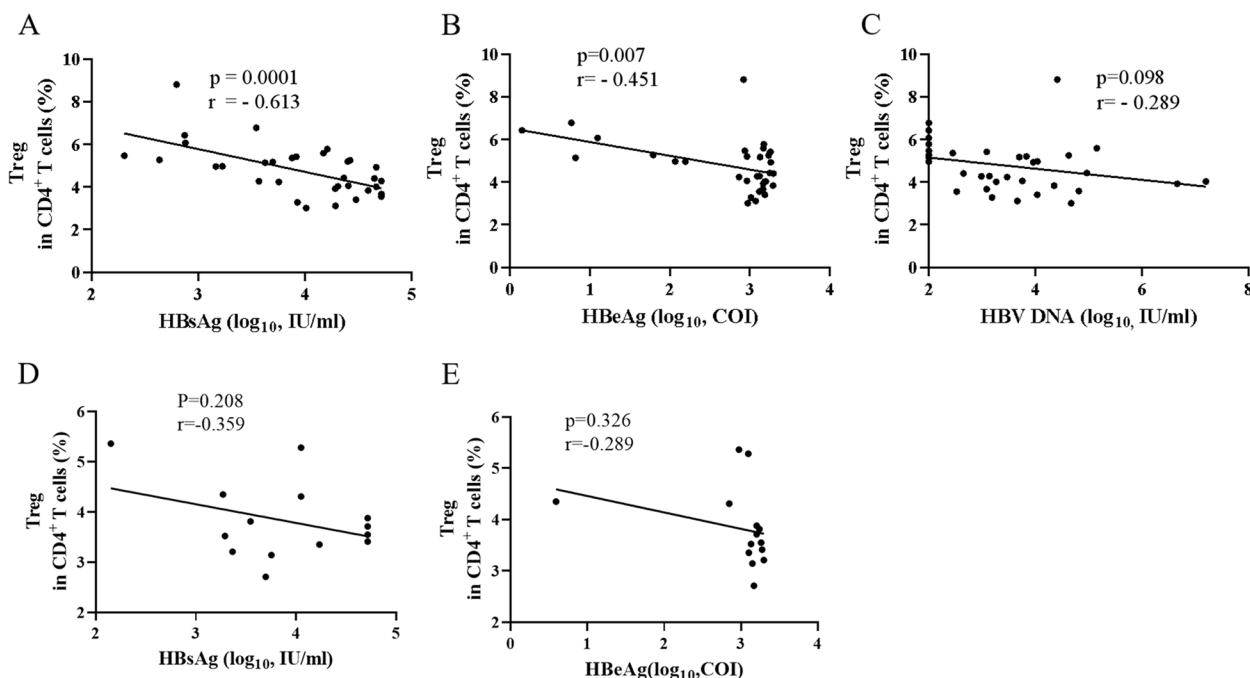 A
p = 0.0001
r = - 0.613
Treg
in CD4+ T cells (%)
10
8
6
4
2
0
2
3
4
5
HBsAg (log10, IU/ml)
B
p=0.007
r= - 0.451
Treg
in CD4+ T cells (%)
10
8
6
4
2
0
0
1
2
3
4
HBeAg (log10, COI)
C
p=0.098
r= - 0.289
Treg
in CD4+ T cells (%)
10
8
6
4
2
0
2
4
6
8
HBV DNA (log10, IU/ml)
D
P=0.208
r=-0.359
Treg
in CD4+ T cells (%)
6
5
4
3
2
2
3
4
5
HBsAg (log10, IU/ml)
E
p=0.326
r=-0.289
Treg
in CD4+ T cells (%)
6
5
4
3
2
0
1
2
3
4
HBeAg(log10,COI)